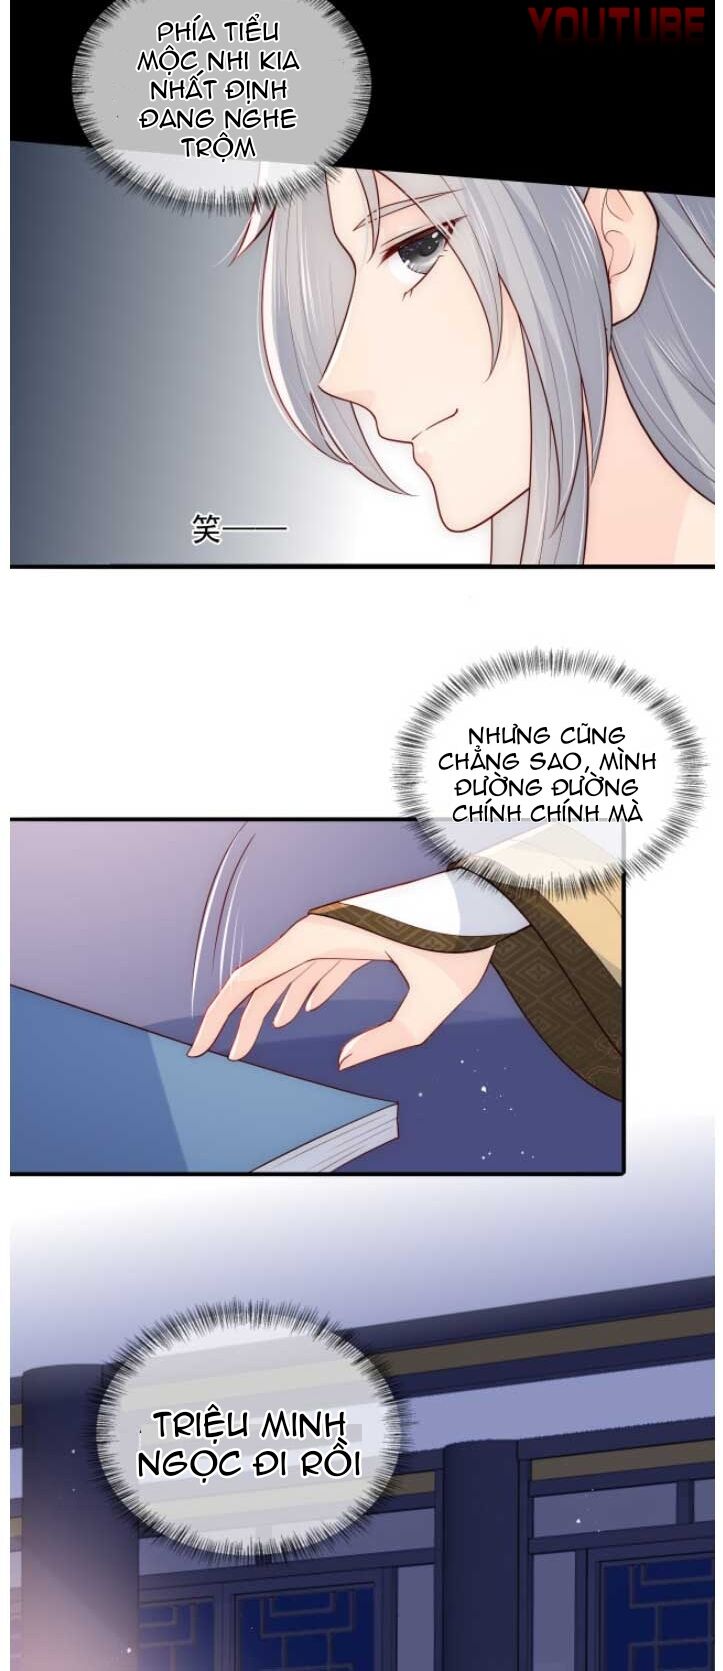 YOUTUBE
PHÍA TIỂU
MỘC NHI KIA
NHẤT ĐỊNH
ĐANG NGHE
TRỘM
笑——
NHƯNG CŨNG
CHẲNG SAO, MÌNH
ĐƯỜNG ĐƯỜNG
CHÍNH CHÍNH MÀ
TRIỆU MINH
NGỌC ĐI RỒI